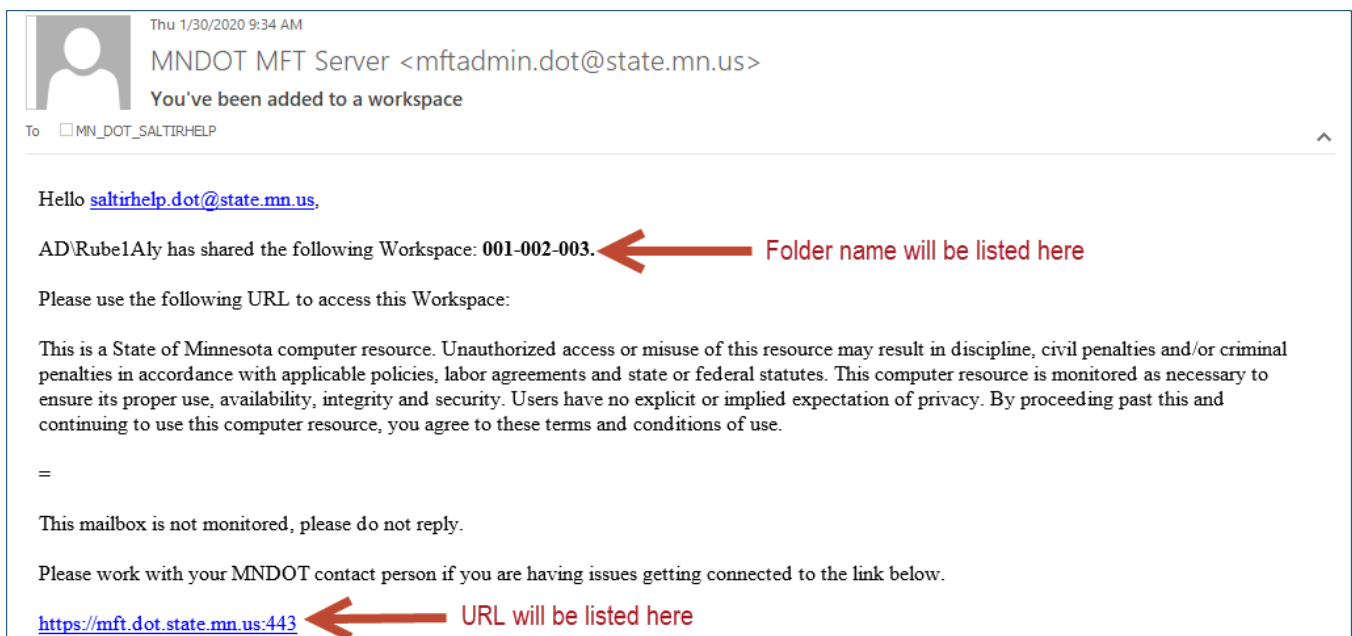 Thu 1/30/2020 9:34 AM
MNDOT MFT Server <mftadmin.dot@state.mn.us>
You've been added to a workspace
To MN_DOT_SALTIRHELP
Hello saltirhelp.dot@state.mn.us,
AD\Rube1Aly has shared the following Workspace: 001-002-003. Folder name will be listed here
Please use the following URL to access this Workspace:
This is a State of Minnesota computer resource. Unauthorized access or misuse of this resource may result in discipline, civil penalties and/or criminal
penalties in accordance with applicable policies, labor agreements and state or federal statutes. This computer resource is monitored as necessary to
ensure its proper use, availability, integrity and security. Users have no explicit or implied expectation of privacy. By proceeding past this and
continuing to use this computer resource, you agree to these terms and conditions of use.
=
This mailbox is not monitored, please do not reply.
Please work with your MNDOT contact person if you are having issues getting connected to the link below.
https://mft.dot.state.mn.us:443 URL will be listed here